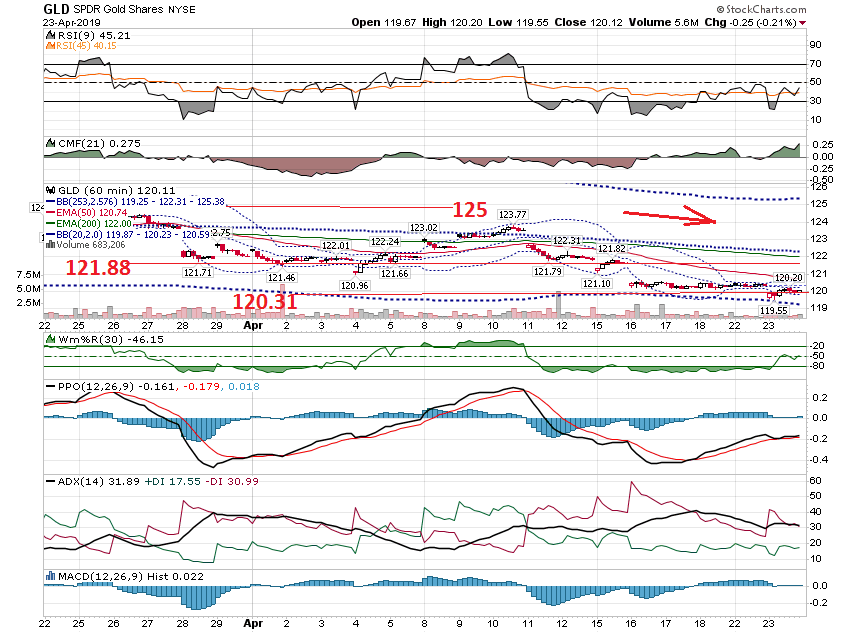 GLD SPDR Gold Shares NYSE
© StockCharts.com
23-Apr-2019
Open 119.67 High 120.20 Low 119.55 Close 120.12 Volume 5.6M Chg -0.25 (-0.21%)
RSI(9) 45.21
RSI(45) 40.15
90
70
50
30
10
CMF(21) 0.275
0.25
0.00
-0.25
-0.50
GLD (60 min) 120.11
BB(253,2.576) 119.25 - 122.31 - 125.38
EMA(50) 120.74
EMA(200) 122.00
BB(20,2.0) 119.87 - 120.23 - 120.59
Volume 683,206
126
125
124
123
122
121
120
119
7.5M
5.0M
2.5M
125
121.88
120.31
121.71
121.46
122.01
120.96
122.24
121.66
123.02
123.77
121.79
122.31
121.10
121.82
119.55
120.20
22 25 26 27 28 29 Apr 2 3 4 5 8 9 10 11 12 15 16 17 18 22 23
Wm%R(30) -46.15
-20
-50
-80
PPO(12,26,9) -0.161, -0.179, 0.018
0.2
0.0
-0.2
-0.4
ADX(14) 31.89 +DI 17.55 -DI 30.99
60
50
40
30
20
10
MACD(12,26,9) Hist 0.022
0.0
-0.2
22 25 26 27 28 29 Apr 2 3 4 5 8 9 10 11 12 15 16 17 18 22 23